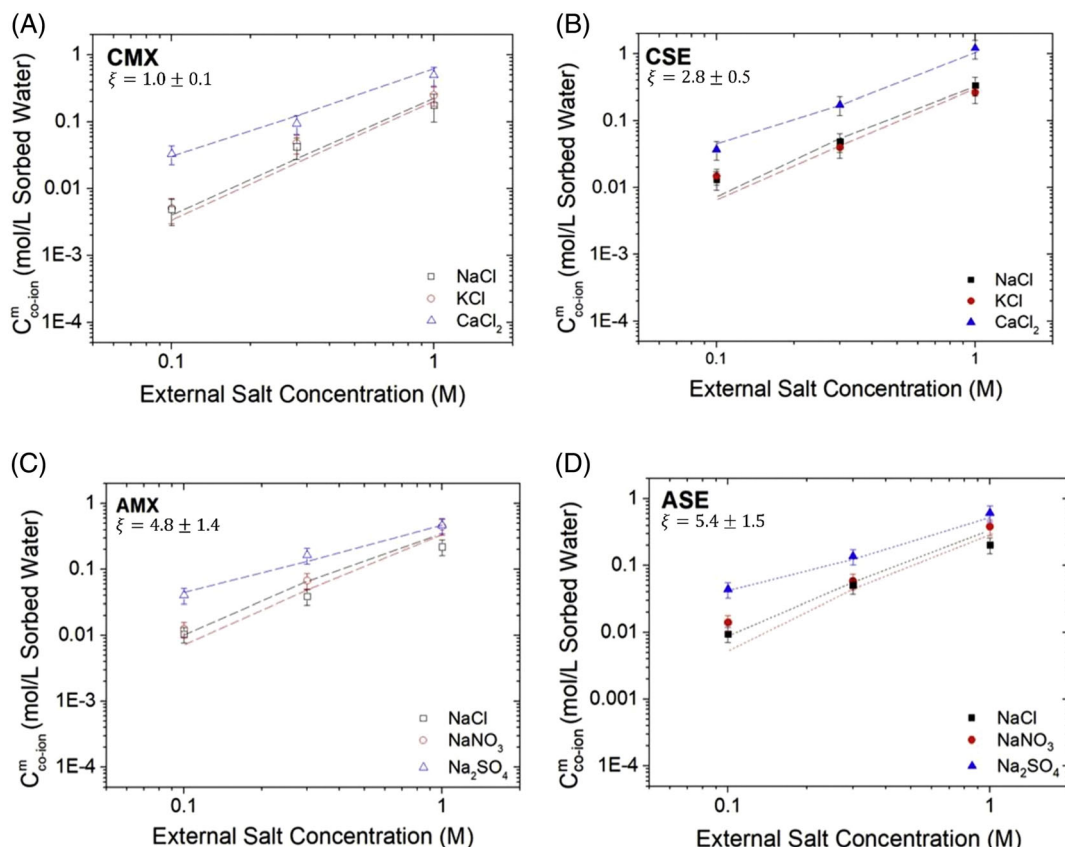 (A)
CMX
ξ = 1.0 ± 0.1
1
0.1
0.01
1E-3
1E-4
C^m_co-ion (mol/L Sorbed Water)
NaCl
KCl
CaCl₂
0.1
1
External Salt Concentration (M)
(B)
CSE
ξ = 2.8 ± 0.5
1
0.1
0.01
1E-3
1E-4
C^m_co-ion (mol/L Sorbed Water)
NaCl
KCl
CaCl₂
0.1
1
External Salt Concentration (M)
(C)
AMX
ξ = 4.8 ± 1.4
1
0.1
0.01
1E-3
1E-4
C^m_co-ion (mol/L Sorbed Water)
NaCl
NaNO₃
Na₂SO₄
0.1
1
External Salt Concentration (M)
(D)
ASE
ξ = 5.4 ± 1.5
1
0.1
0.01
0.001
1E-4
C^m_co-ion (mol/L Sorbed Water)
NaCl
NaNO₃
Na₂SO₄
0.1
1
External Salt Concentration (M)